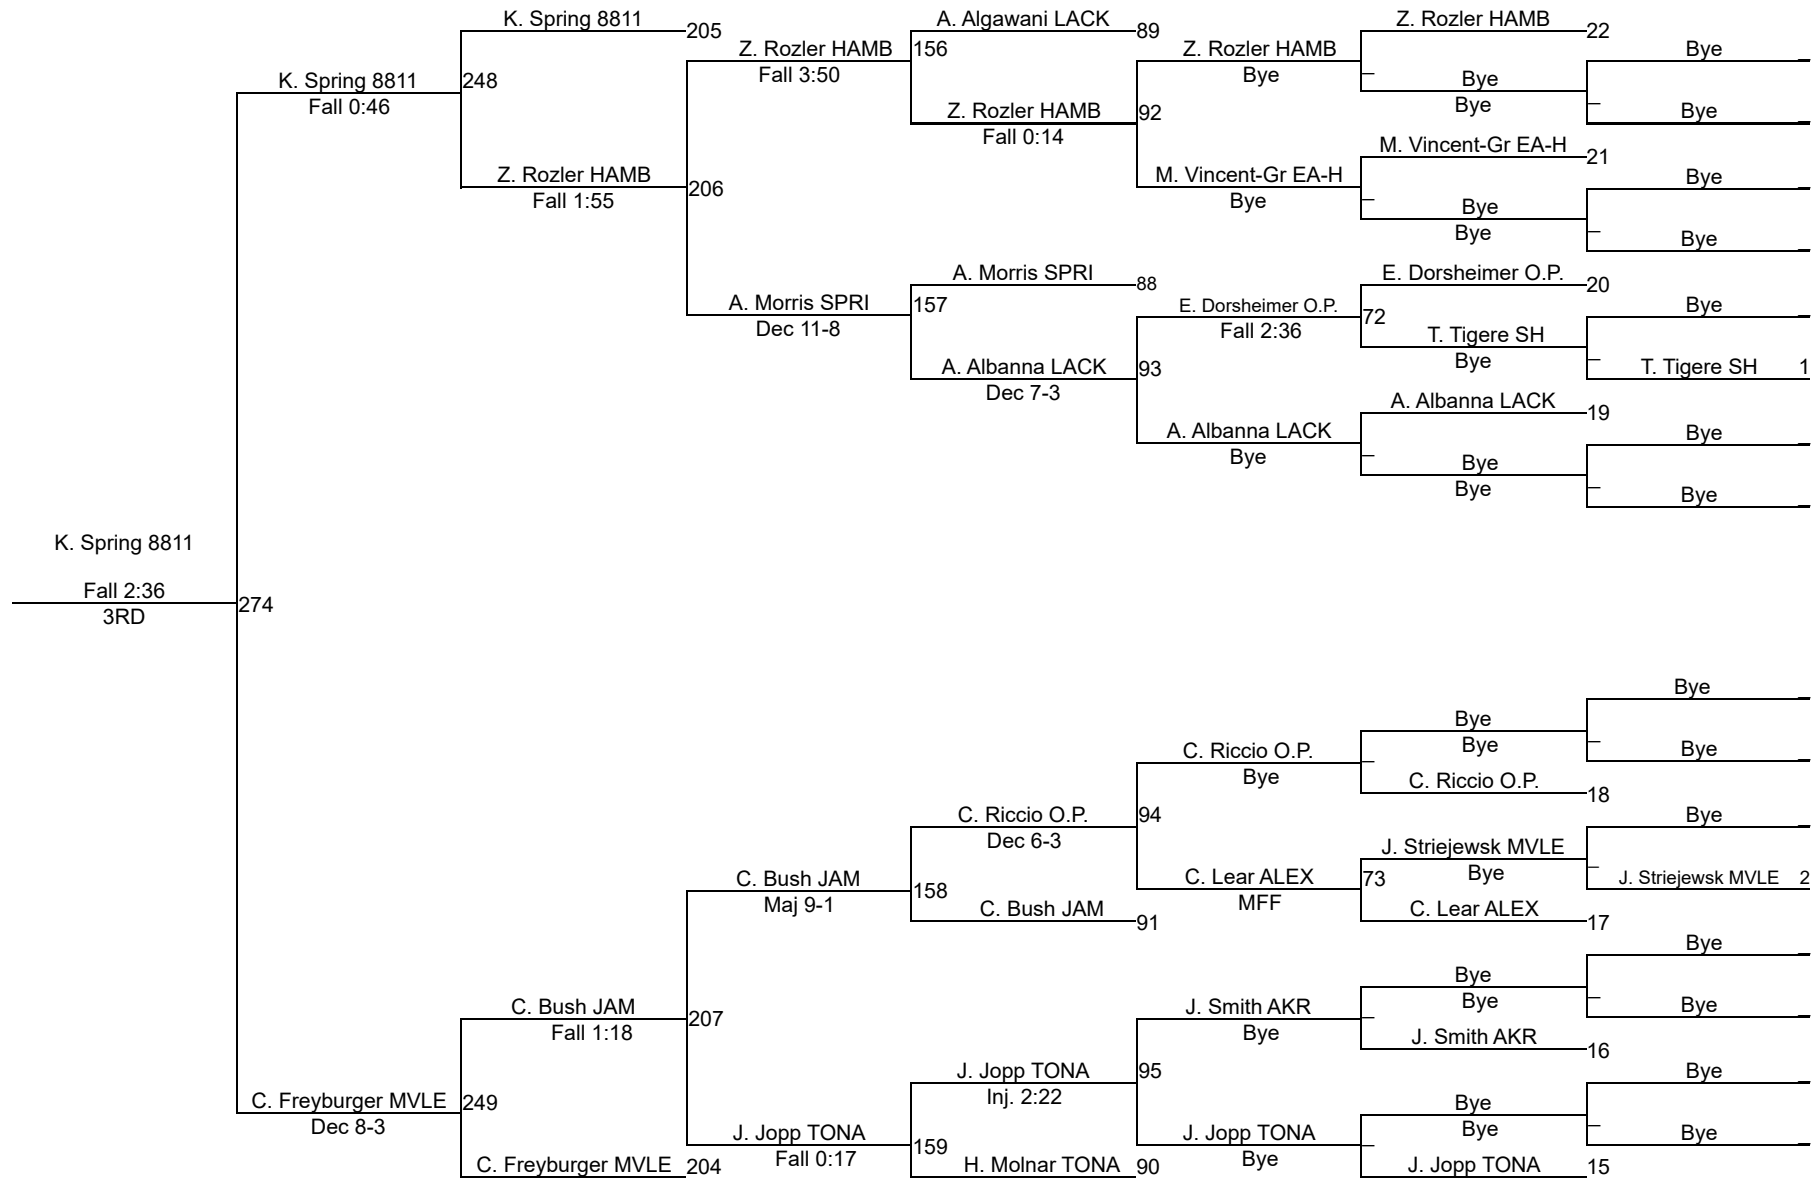 K. Spring 8811
205
A. Algawani LACK
89
Z. Rozler HAMB
22
Z. Rozler HAMB
156
Z. Rozler HAMB
Bye
Fall 3:50
Bye
Bye
K. Spring 8811
248
Fall 0:46
Bye
Bye
Z. Rozler HAMB
92
Fall 0:14
M. Vincent-Gr EA-H
21
Z. Rozler HAMB
206
Fall 1:55
M. Vincent-Gr EA-H
Bye
Bye
Bye
Bye
Bye
A. Morris SPRI
88
E. Dorsheimer O.P.
20
A. Morris SPRI
157
Dec 11-8
E. Dorsheimer O.P.
72
Fall 2:36
Bye
T. Tigere SH
Bye
A. Albanna LACK
93
Dec 7-3
T. Tigere SH 1
A. Albanna LACK
19
A. Albanna LACK
Bye
Bye
Bye
Bye
Bye
K. Spring 8811
Fall 2:36
274
3RD
Bye
Bye
Bye
C. Riccio O.P.
Bye
Bye
C. Riccio O.P.
18
C. Riccio O.P.
94
Dec 6-3
Bye
J. Striejewsk MVLE
Bye
C. Bush JAM
158
Maj 9-1
C. Lear ALEX
73
MFF
J. Striejewsk MVLE 2
C. Bush JAM
91
C. Lear ALEX
17
Bye
Bye
Bye
C. Bush JAM
207
Fall 1:18
J. Smith AKR
Bye
Bye
J. Smith AKR
16
J. Jopp TONA
95
Inj. 2:22
Bye
C. Freyburger MVLE
249
Dec 8-3
Bye
Bye
J. Jopp TONA
159
Fall 0:17
J. Jopp TONA
Bye
Bye
C. Freyburger MVLE
204
H. Molnar TONA
90
J. Jopp TONA
15